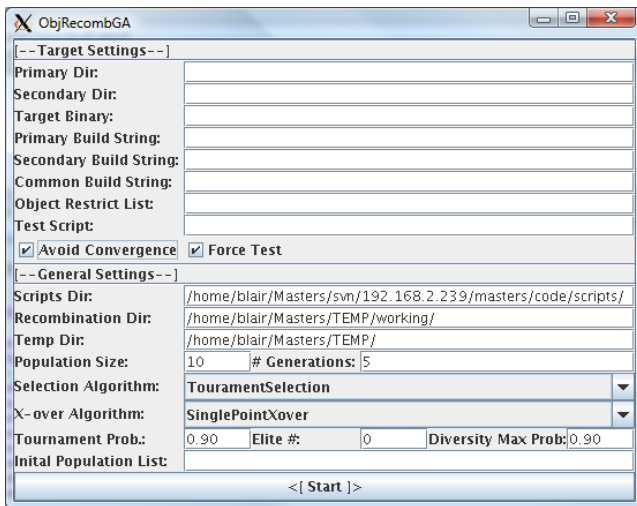 ObjRecombGA
[--Target Settings--]
Primary Dir:
Secondary Dir:
Target Binary:
Primary Build String:
Secondary Build String:
Common Build String:
Object Restrict List:
Test Script:
Avoid Convergence Force Test
[--General Settings--]
Scripts Dir: /home/blair/Masters/svn/192.168.2.239/masters/code/scripts/
Recombination Dir: /home/blair/Masters/TEMP/working/
Temp Dir: /home/blair/Masters/TEMP/
Population Size: 10 # Generations: 5
Selection Algorithm: TouramentSelection
X-over Algorithm: SinglePointXover
Tournament Prob.: 0.90 Elite #: 0 Diversity Max Prob: 0.90
Inital Population List:
<[ Start ]>